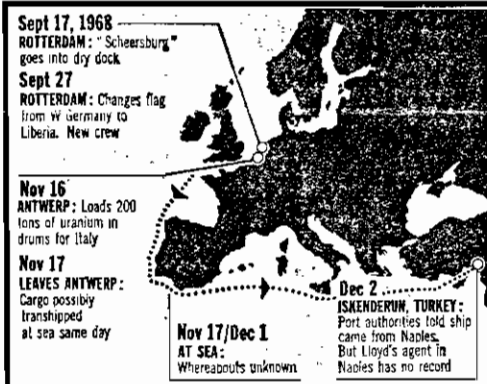 Sept 17, 1968
ROTTERDAM: "Scheersburg"
goes into dry dock
Sept 27
ROTTERDAM: Changes flag
from W Germany to
Liberia. New crew
Nov 16
ANTWERP: Loads 200
tons of uranium in
drums for Italy
Nov 17
LEAVES ANTWERP:
Cargo possibly
transhipped
at sea same day
Nov 17/Dec 1
AT SEA:
Whereabouts unknown
Dec 2
ISKENDERUN, TURKEY:
Port authorities told ship
came from Naples.
But Lloyd's agent in
Naples has no record